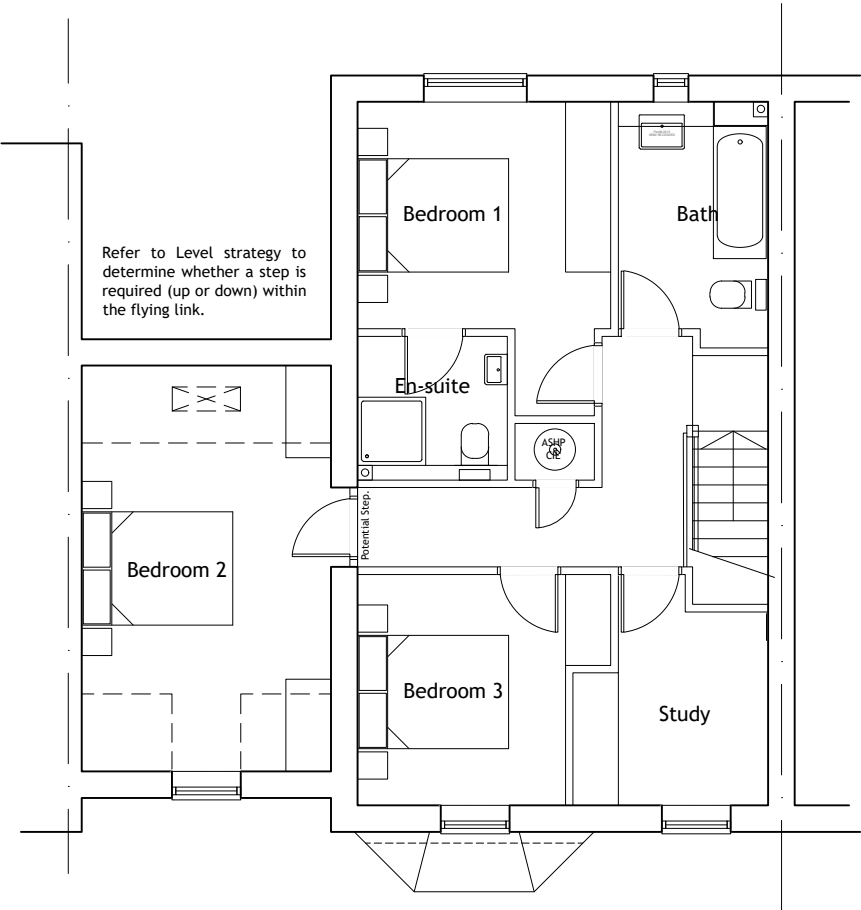 Bedroom 1
Bath
Refer to Level strategy to
determine whether a step is
required (up or down) within
the flying link.
En-suite
ASHP
CYL
Potential Step.
Bedroom 2
Bedroom 3
Study